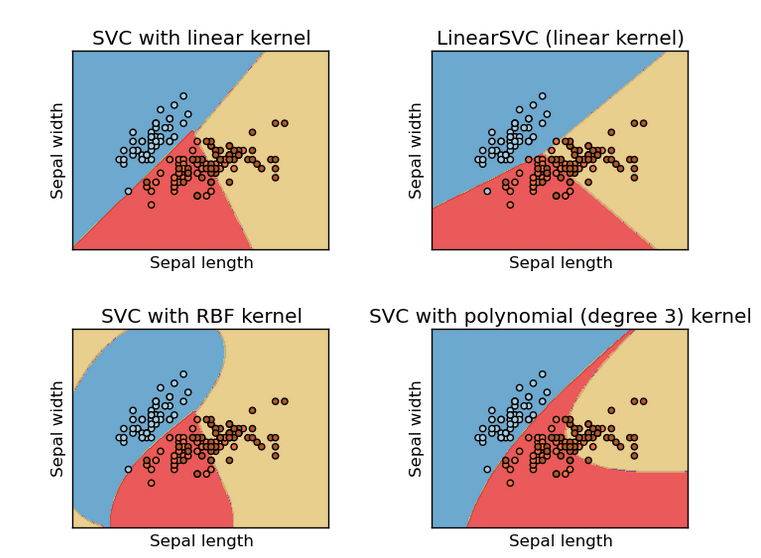 SVC with linear kernel
LinearSVC (linear kernel)
Sepal width
Sepal width
Sepal length
Sepal length
SVC with RBF kernel
SVC with polynomial (degree 3) kernel
Sepal width
Sepal width
Sepal length
Sepal length